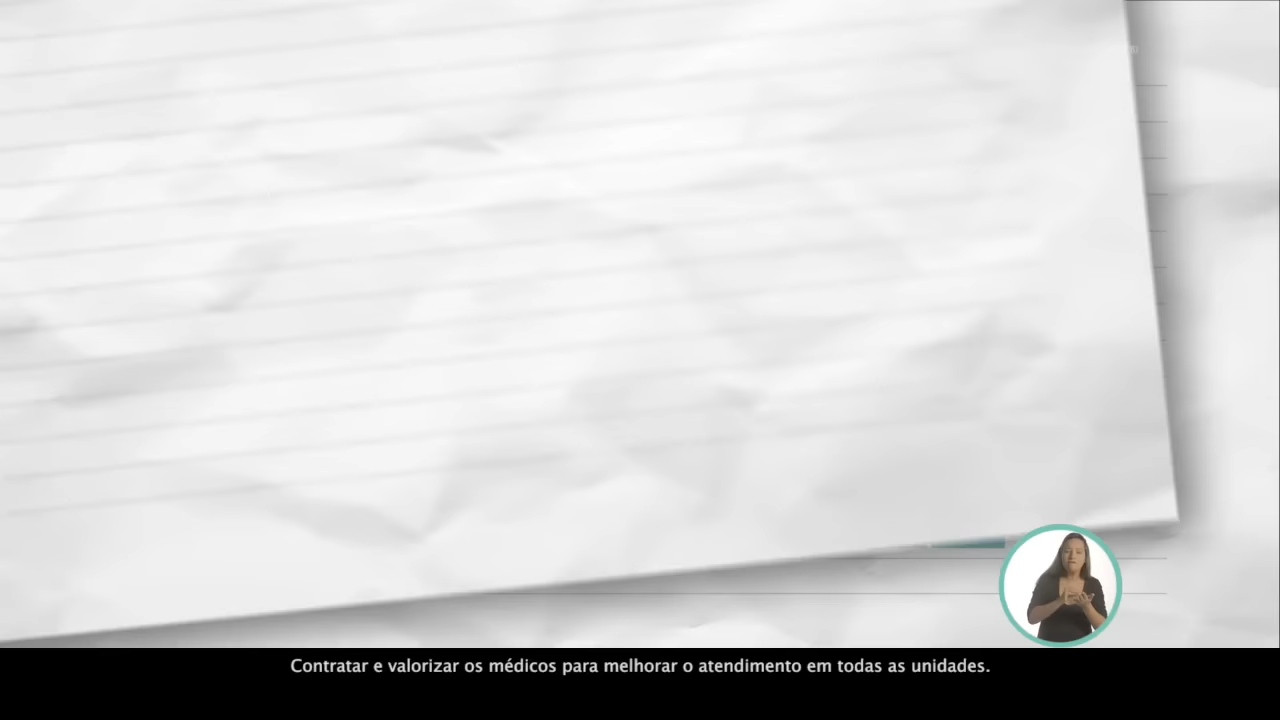 Contratar e valorizar os médicos para melhorar o atendimento em todas as unidades.